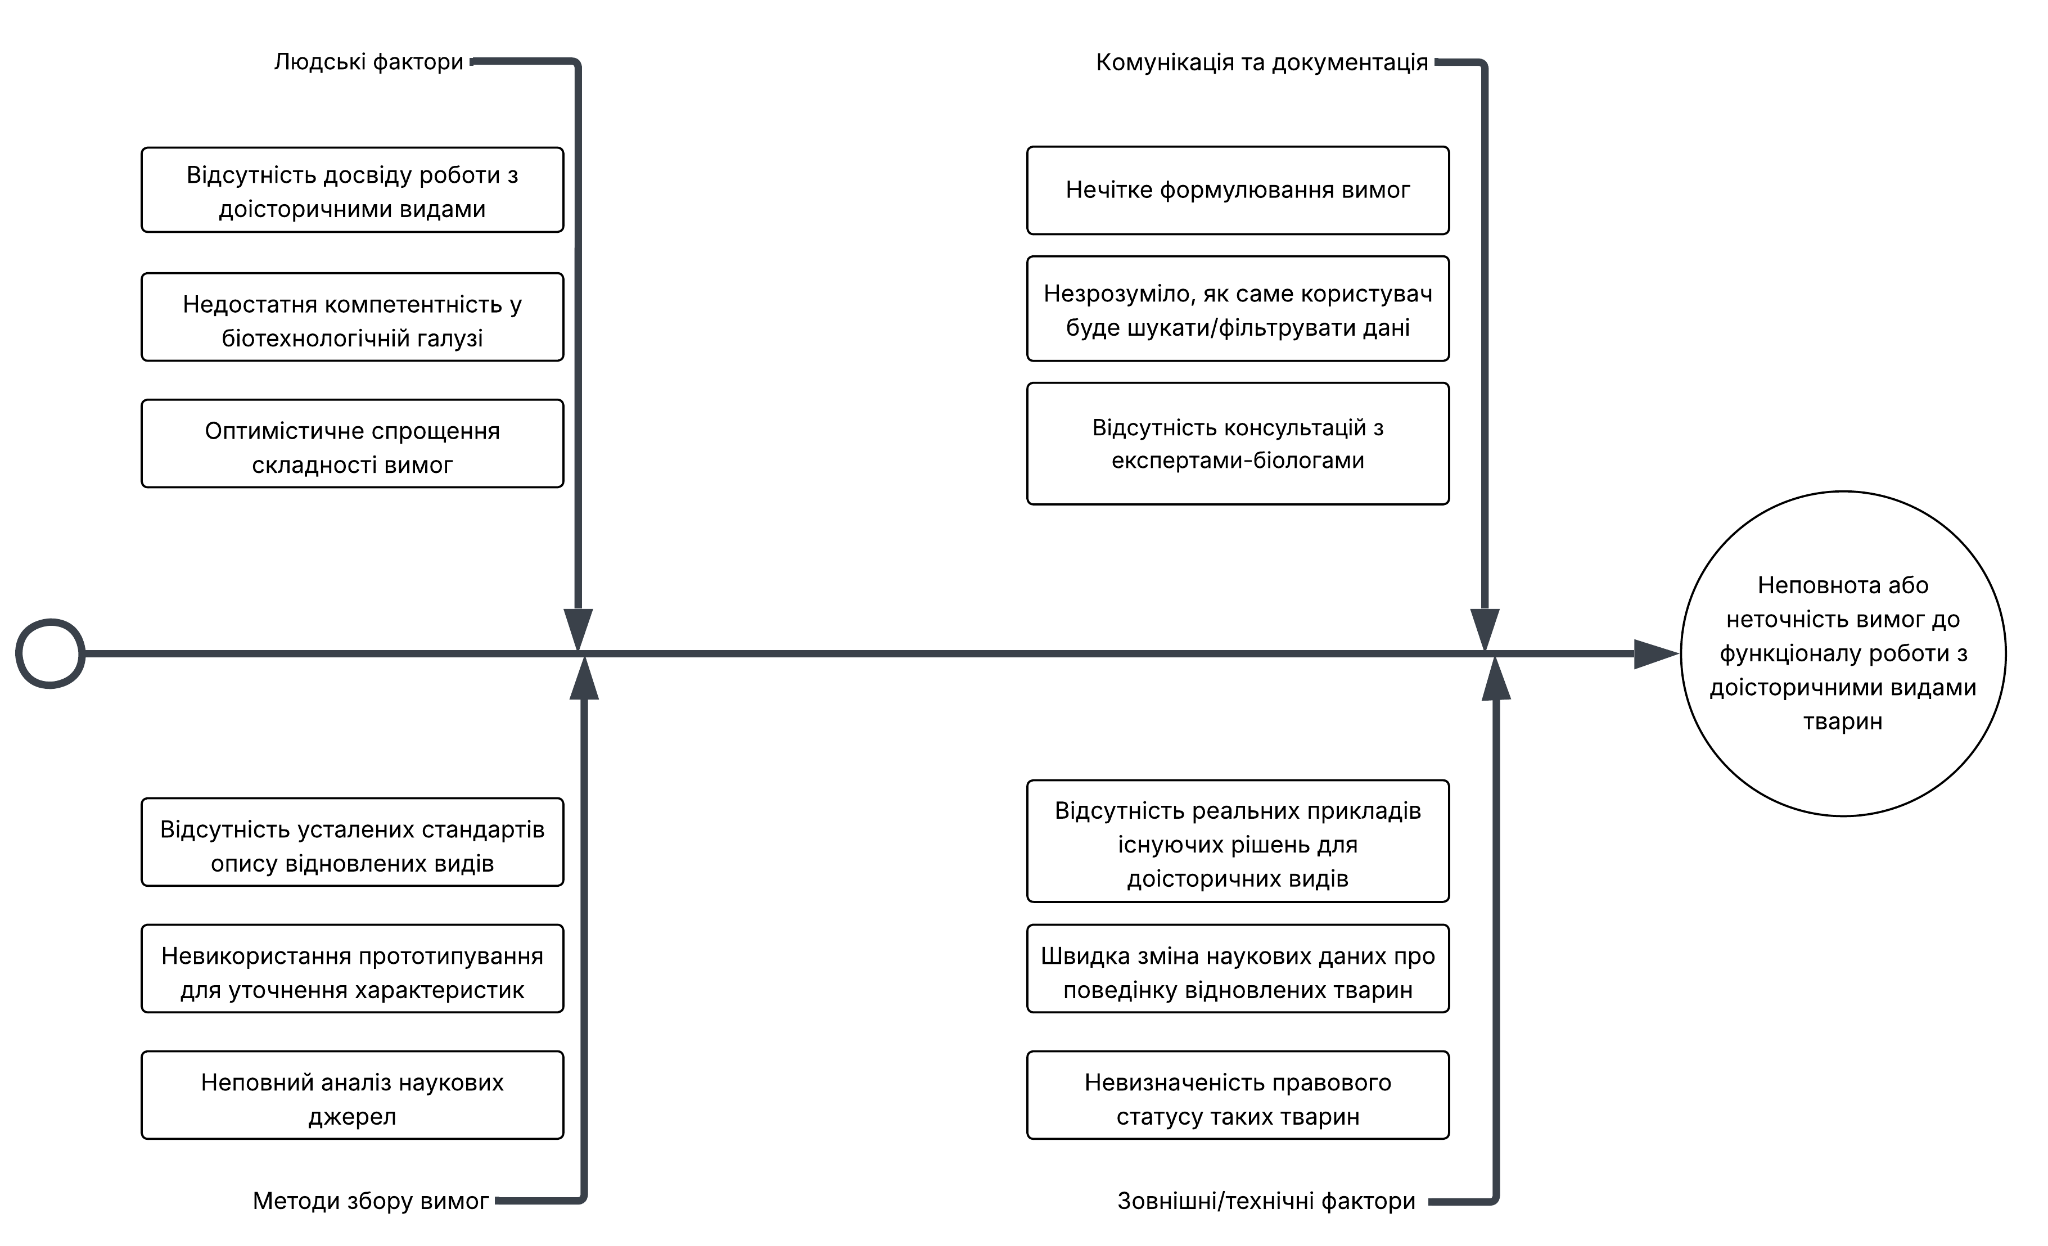 Людські фактори
Відсутність досвіду роботи з
доісторичними видами
Недостатня компетентність у
біотехнологічній галузі
Оптимістичне спрощення
складності вимог
Комунікація та документація
Нечітке формулювання вимог
Незрозуміло, як саме користувач
буде шукати/фільтрувати дані
Відсутність консультацій з
експертами-біологами
Неповнота або
неточність вимог до
функціоналу роботи з
доісторичними видами
тварин
Відсутність усталених стандартів
опису відновлених видів
Невикористання прототипування
для уточнення характеристик
Неповний аналіз наукових
джерел
Методи збору вимог
Відсутність реальних прикладів
існуючих рішень для
доісторичних видів
Швидка зміна наукових даних про
поведінку відновлених тварин
Невизначеність правового
статусу таких тварин
Зовнішні/технічні фактори